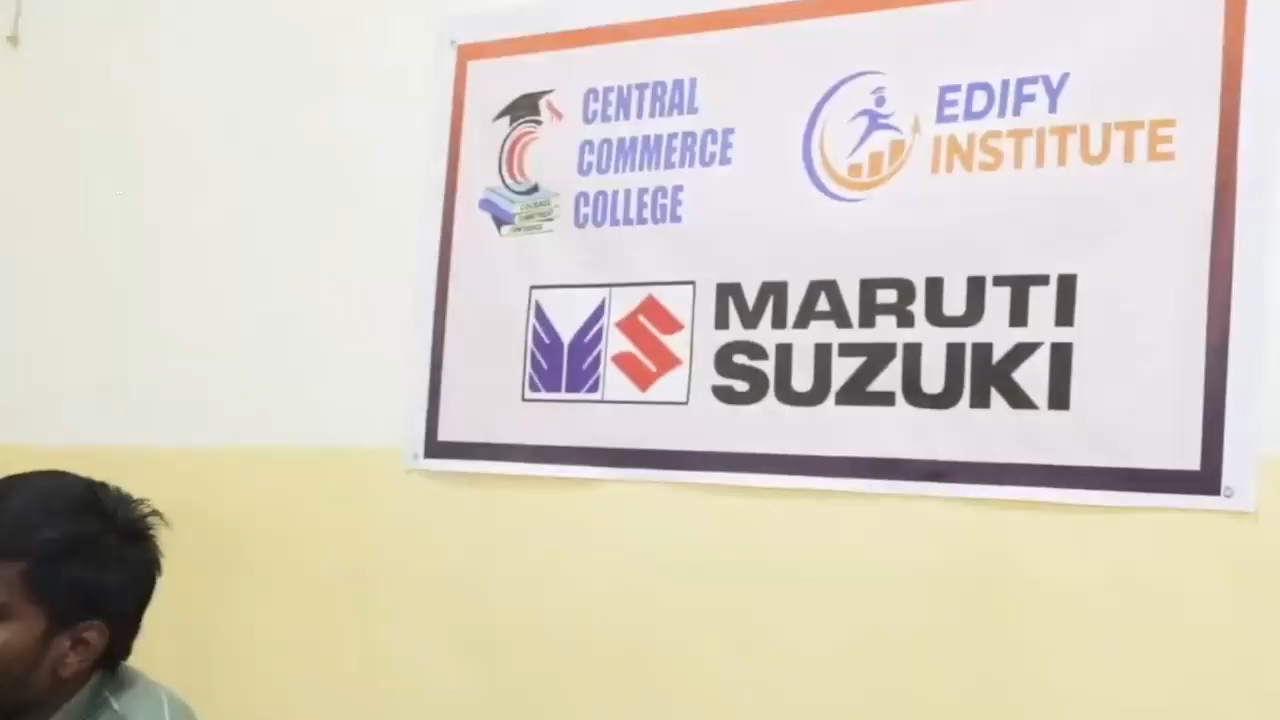 CENTRAL
COMMERCE
COLLEGE
EDIFY
INSTITUTE
MARUTI
SUZUKI